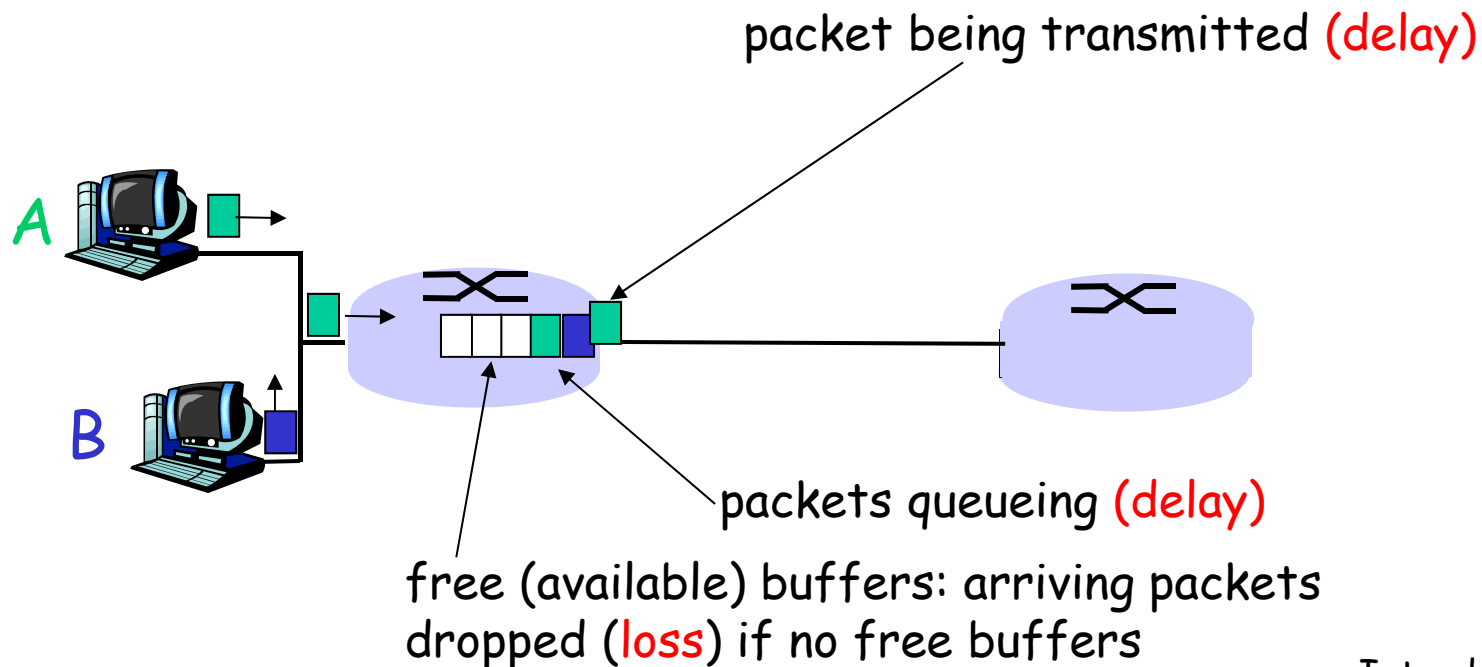 packet being transmitted (delay)
A
B
packets queueing (delay)
free (available) buffers: arriving packets
dropped (loss) if no free buffers